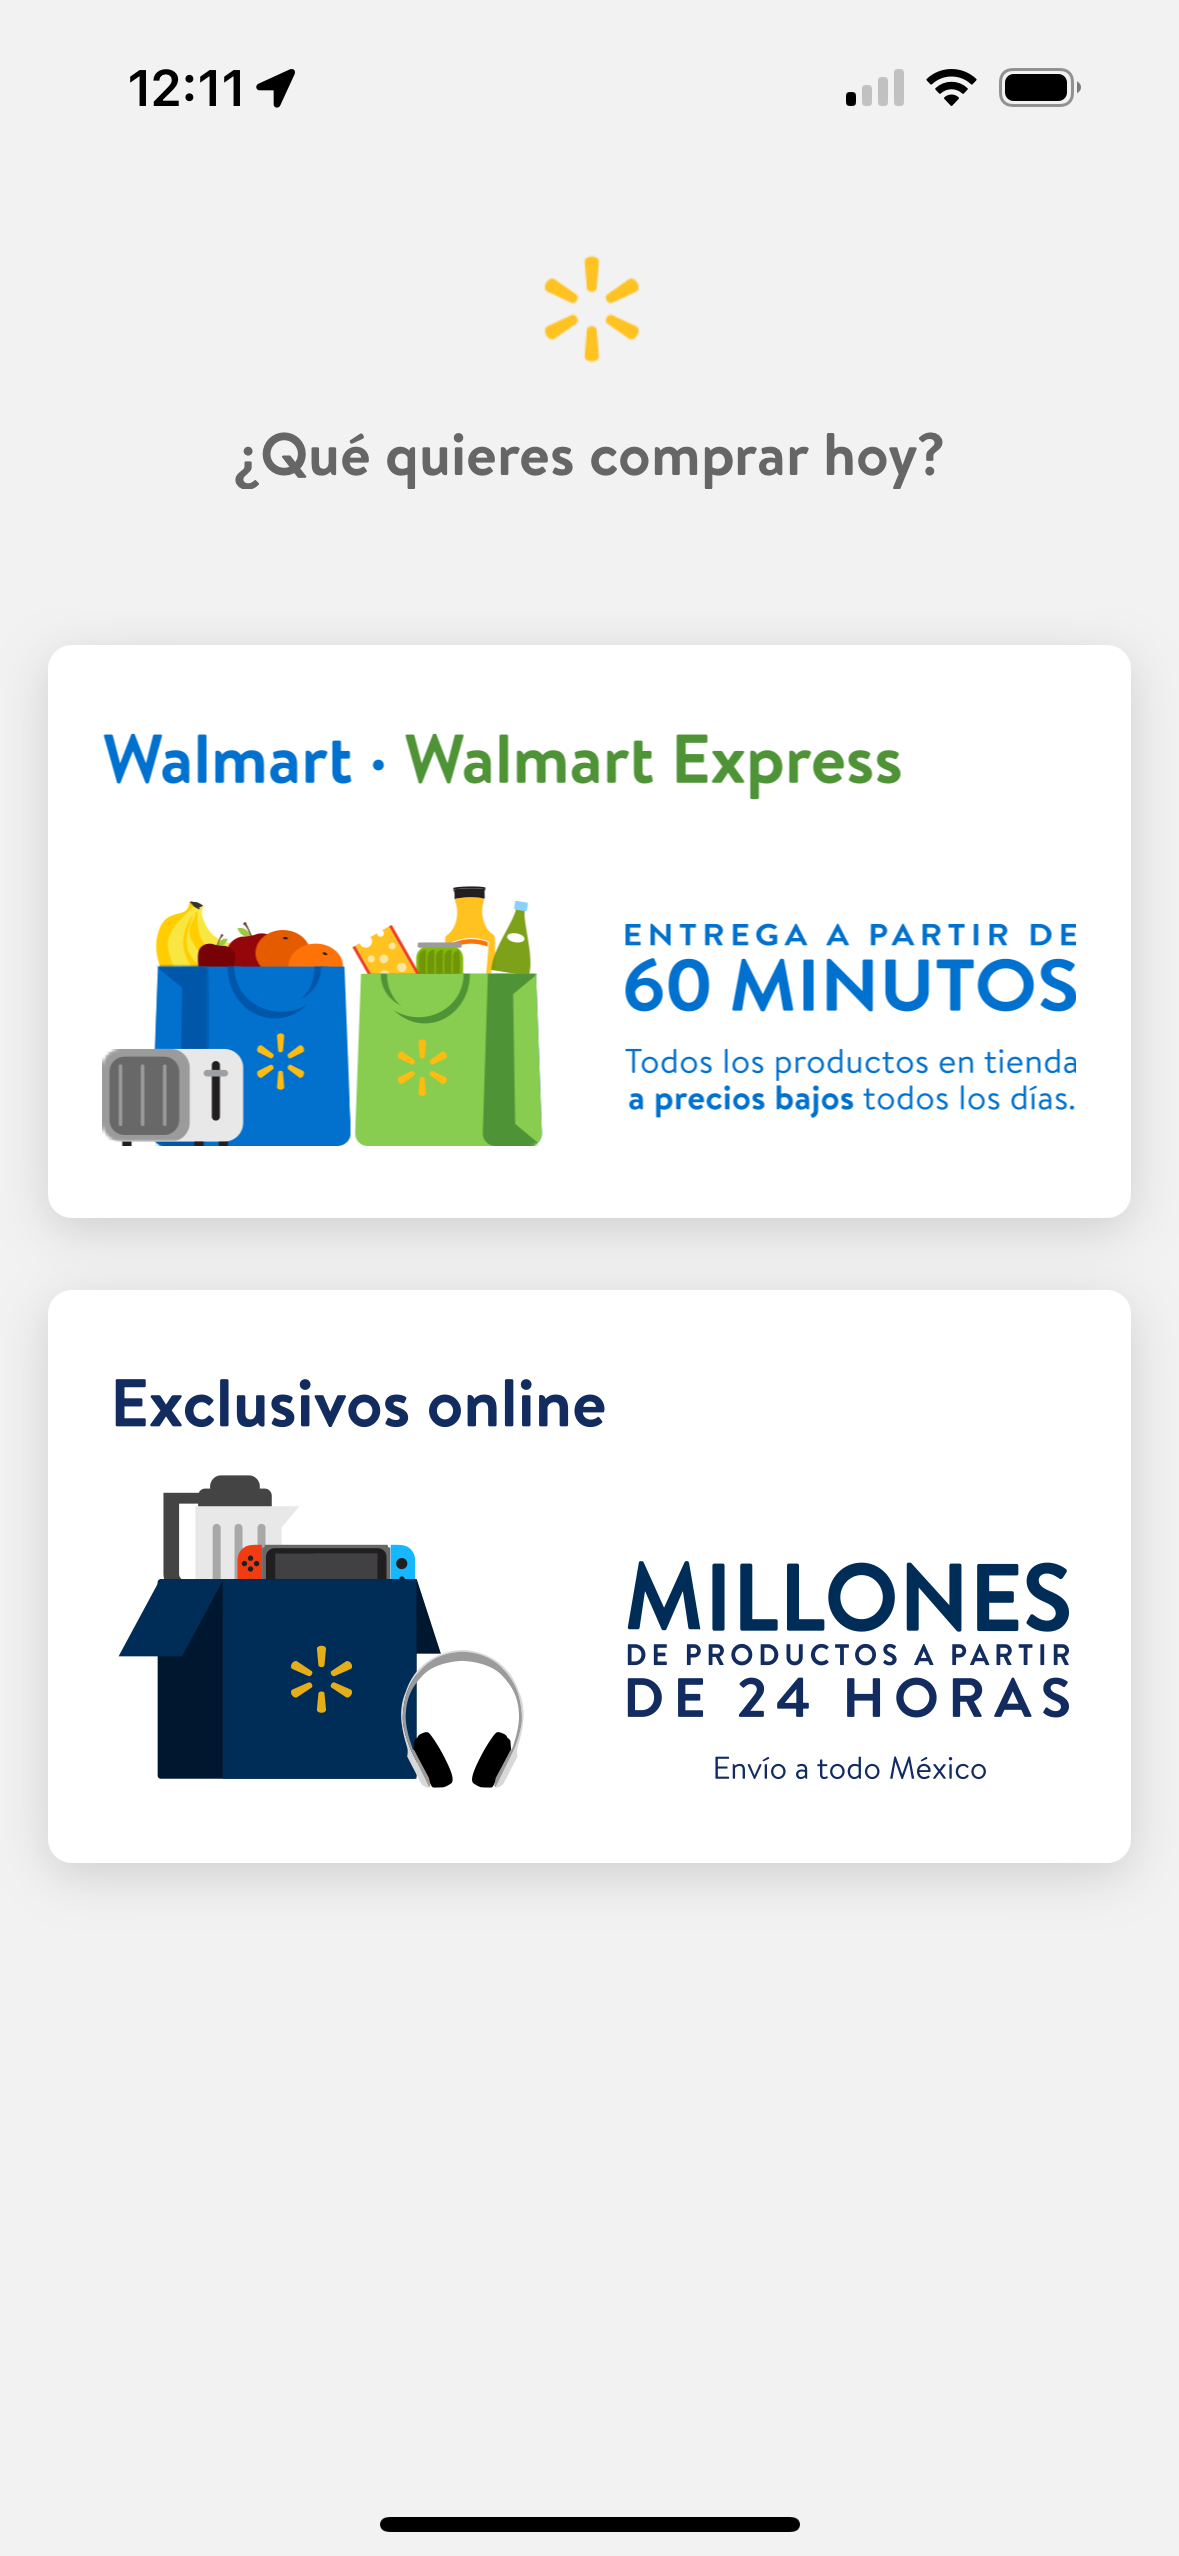 12:11
¿Qué quieres comprar hoy?
Walmart · Walmart Express
ENTREGA A PARTIR DE
60 MINUTOS
Todos los productos en tienda
a precios bajos todos los días.
Exclusivos online
MILLONES
DE PRODUCTOS A PARTIR
DE 24 HORAS
Envío a todo México